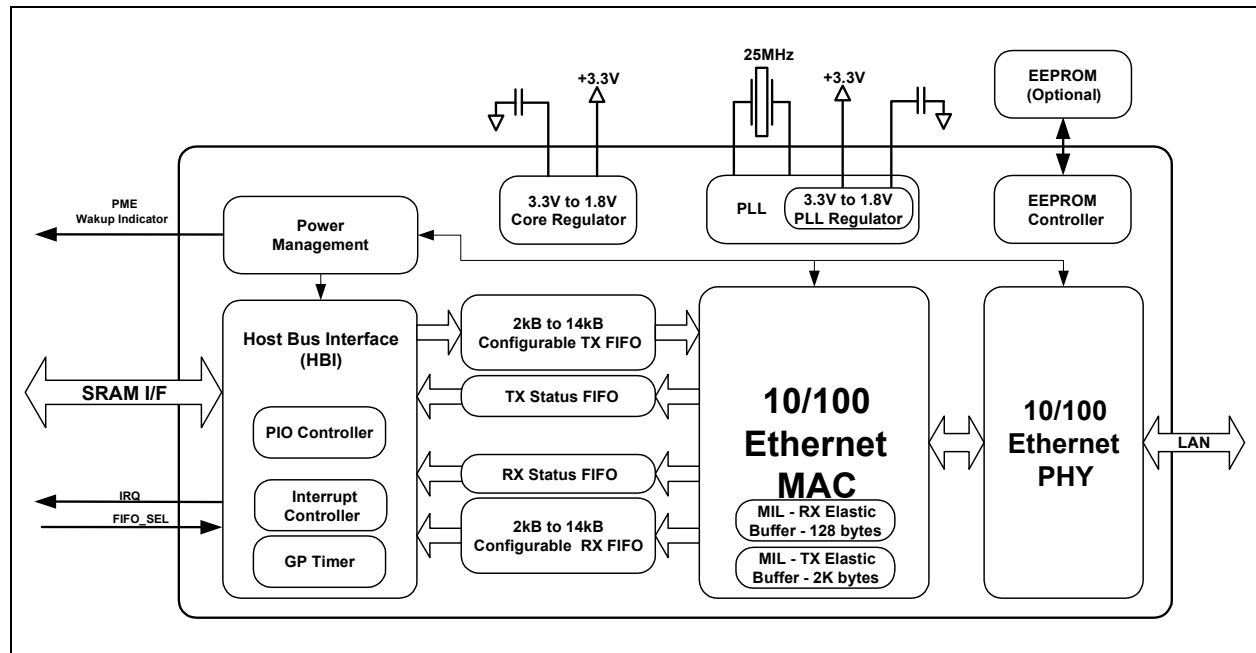 25MHz
+3.3V
+3.3V
EEPROM
(Optional)
3.3V to 1.8V
Core Regulator
PLL
3.3V to 1.8V
PLL Regulator
EEPROM
Controller
PME
Wakup Indicator
Power
Management
Host Bus Interface
(HBI)
2kB to 14kB
Configurable TX FIFO
SRAM I/F
TX Status FIFO
PIO Controller
10/100
Ethernet
MAC
10/100
Ethernet
PHY
LAN
RX Status FIFO
IRQ
FIFO_SEL
Interrupt
Controller
2kB to 14kB
Configurable RX FIFO
GP Timer
MIL - RX Elastic
Buffer - 128 bytes
MIL - TX Elastic
Buffer - 2K bytes